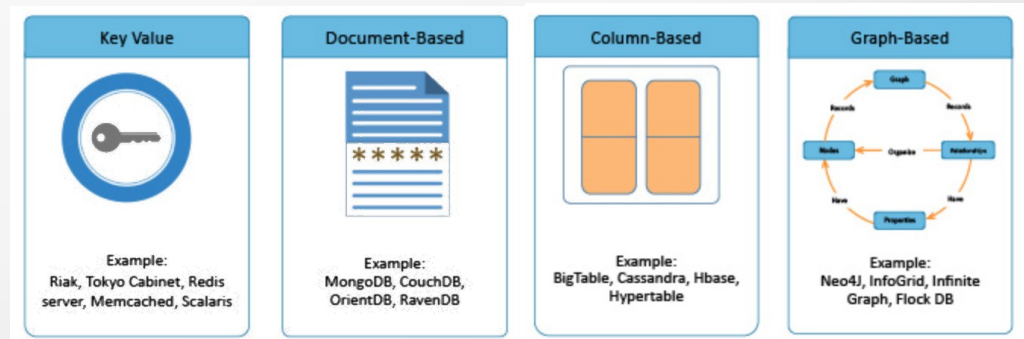 Key Value
Example:
Riak, Tokyo Cabinet, Redis
server, Memcached, Scalaris
Document-Based
*****
Example:
MongoDB, CouchDB,
OrientDB, RavenDB
Column-Based
Example:
BigTable, Cassandra, Hbase,
Hypertable
Graph-Based
Graph
Records
Records
Nodes
Organize
Relationships
Have
Have
Properties
Example:
Neo4J, InfoGrid, Infinite
Graph, Flock DB